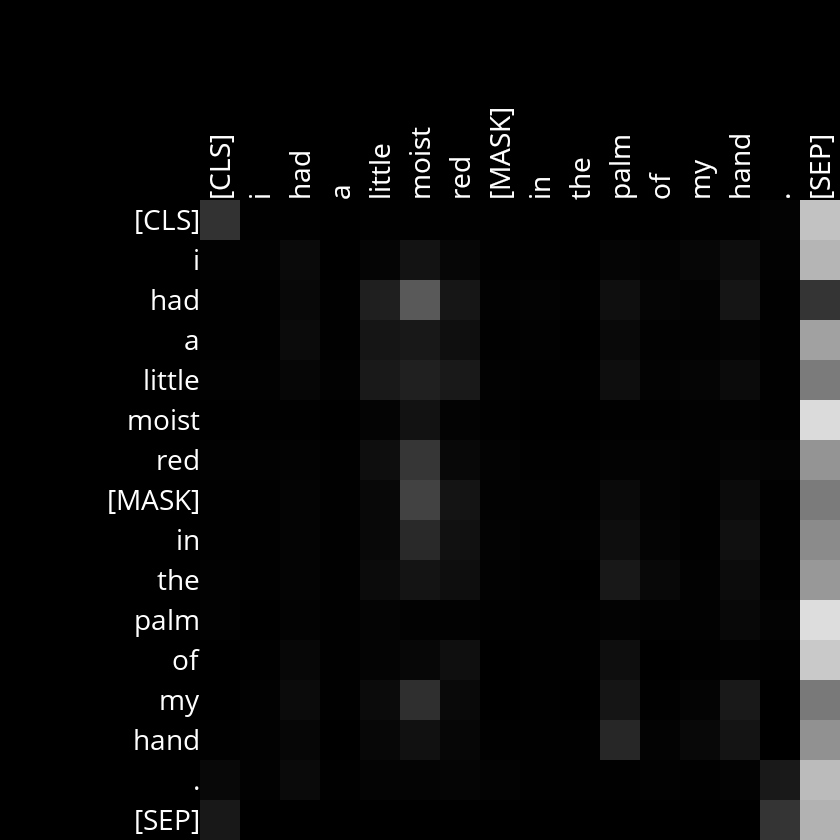 [CLS] i had a little moist red [MASK] in the palm of my hand . [SEP]
[CLS]
i
had
a
little
moist
red
[MASK]
in
the
palm
of
my
hand
.
[SEP]